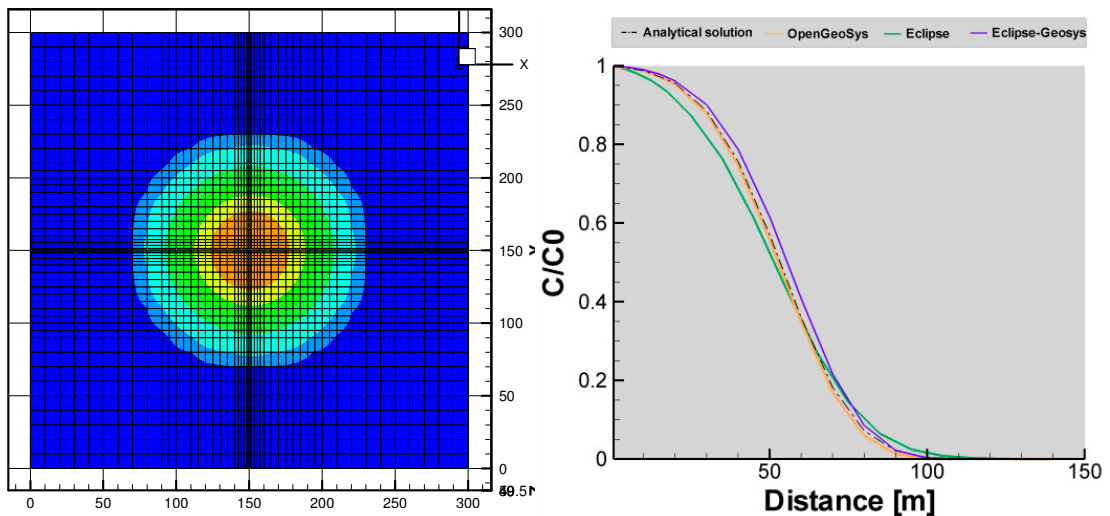 300
X
250
200
150
100
50
0
0 50 100 150 200 250 300
Analytical solution OpenGeoSys Eclipse Eclipse-Geosys
1
0.8
0.6
0.4
0.2
0
50 100 150
C/C0
Distance [m]